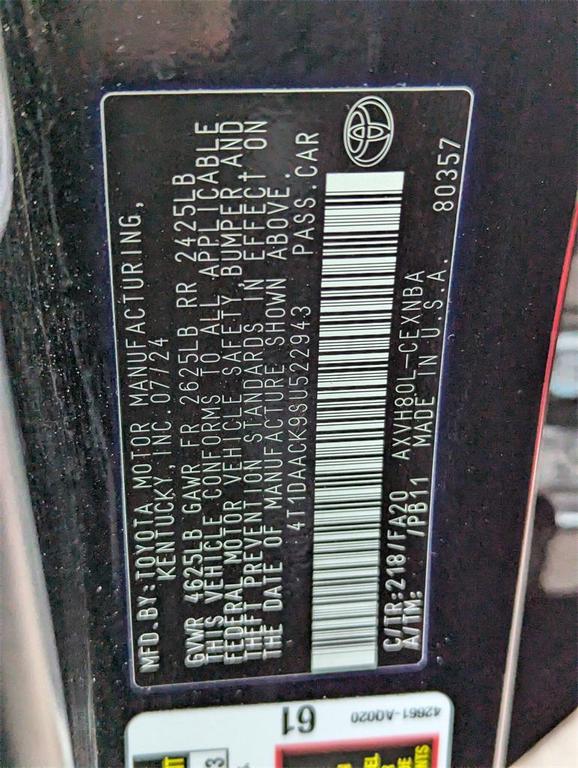 MFD.BY:TOYOTA MOTOR MANUFACTURING,
KENTUCKY, INC. 07/24
GVWR 4625LB GAWR FR 2625LB RR 2425LB
THIS VEHICLE CONFORMS TO ALL APPLICABLE
FEDERAL MOTOR VEHICLE SAFETY, BUMPER, AND
THEFT PREVENTION STANDARDS IN EFFECT ON
THE DATE OF MANUFACTURE SHOWN ABOVE.
4T1DAACK9SU522943 PASS.CAR
C/TR:218/FA20 AXVH80L-CEXNBA
A/TM: /PB11 MADE IN U.S.A. 80357
61
42661-AQ020